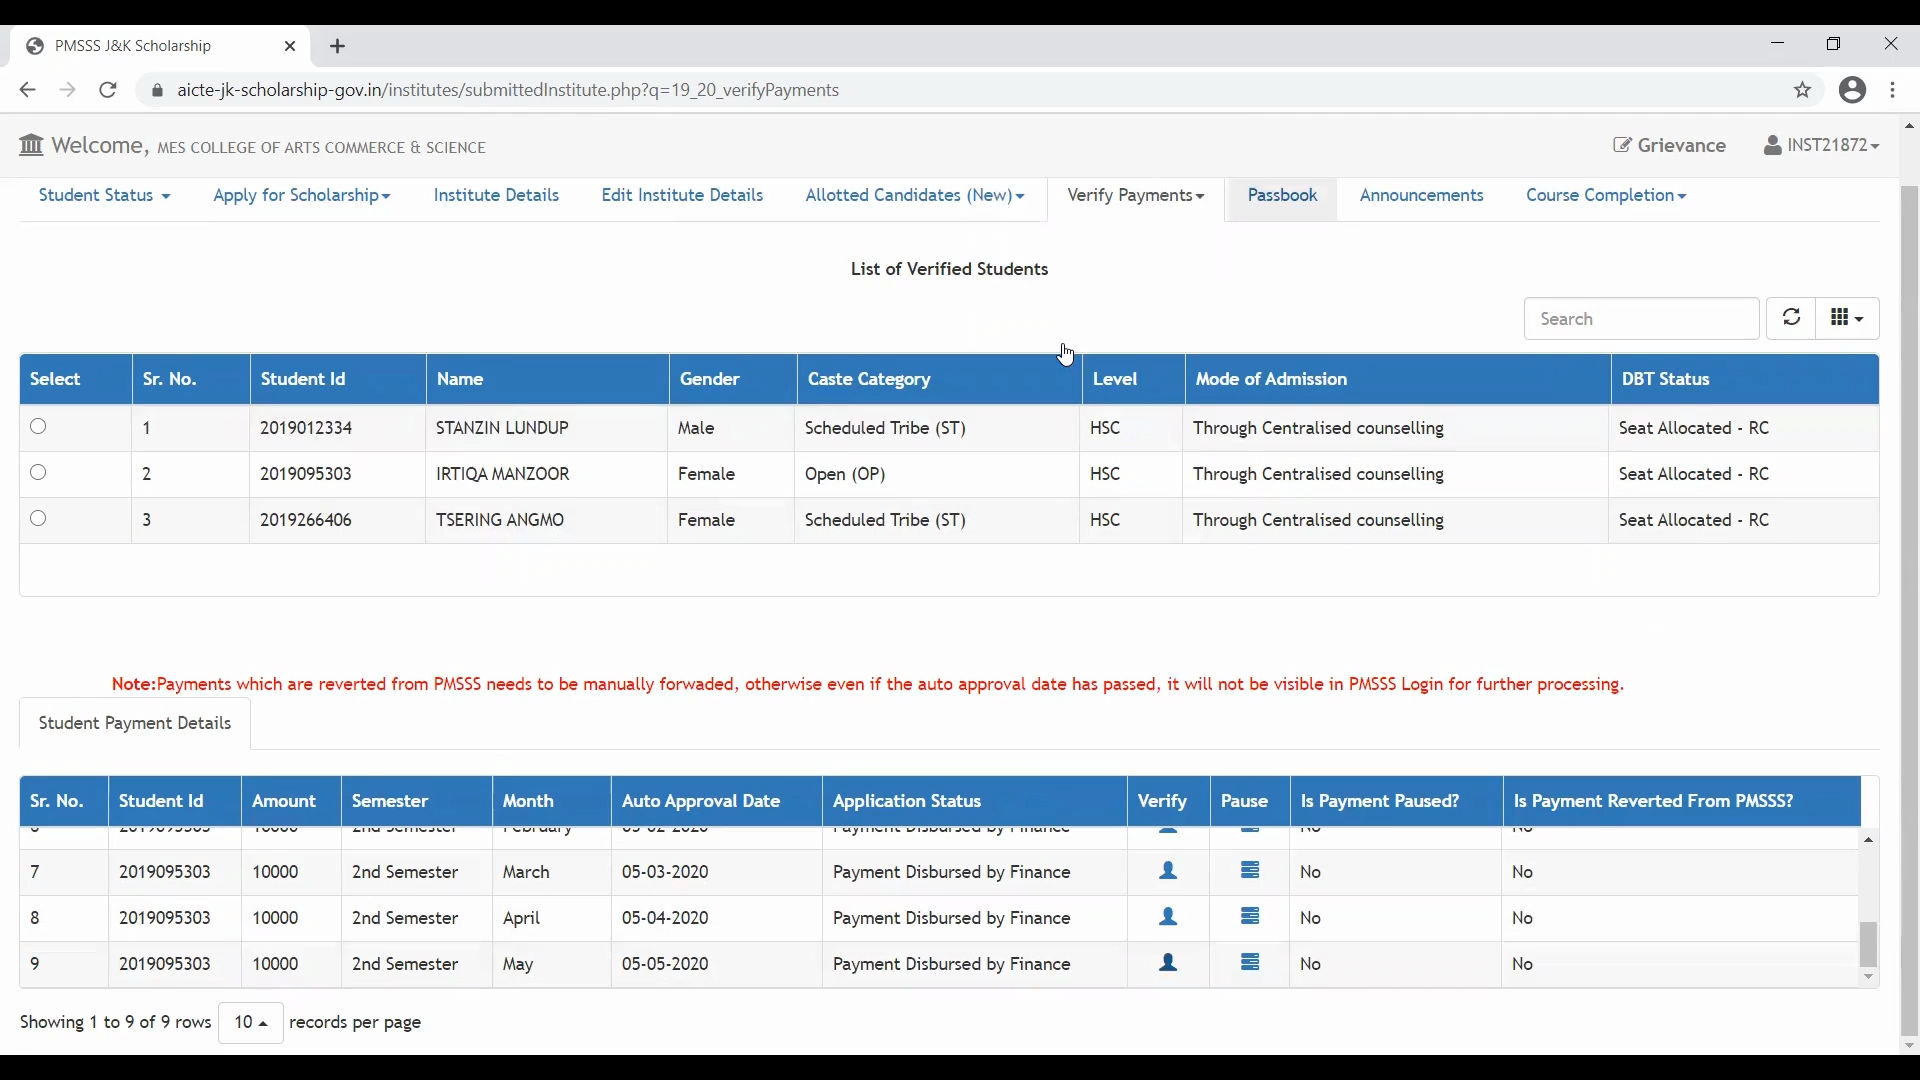 PMSSS J&K Scholarship
aicte-jk-scholarship-gov.in/institutes/submittedInstitute.php?q=19_20_verifyPayments
Welcome, MES COLLEGE OF ARTS COMMERCE & SCIENCE
Grievance INST21872
Student Status Apply for Scholarship Institute Details Edit Institute Details Allotted Candidates (New) Verify Payments Passbook Announcements Course Completion
List of Verified Students
Search
Select Sr. No. Student Id Name Gender Caste Category Level Mode of Admission DBT Status
1 2019012334 STANZIN LUNDUP Male Scheduled Tribe (ST) HSC Through Centralised counselling Seat Allocated - RC
2 2019095303 IRTIQA MANZOOR Female Open (OP) HSC Through Centralised counselling Seat Allocated - RC
3 2019266406 TSERING ANGMO Female Scheduled Tribe (ST) HSC Through Centralised counselling Seat Allocated - RC
Note:Payments which are reverted from PMSSS needs to be manually forwaded, otherwise even if the auto approval date has passed, it will not be visible in PMSSS Login for further processing.
Student Payment Details
Sr. No. Student Id Amount Semester Month Auto Approval Date Application Status Verify Pause Is Payment Paused? Is Payment Reverted From PMSSS?
7 2019095303 10000 2nd Semester March 05-03-2020 Payment Disbursed by Finance No No
8 2019095303 10000 2nd Semester April 05-04-2020 Payment Disbursed by Finance No No
9 2019095303 10000 2nd Semester May 05-05-2020 Payment Disbursed by Finance No No
Showing 1 to 9 of 9 rows 10 records per page